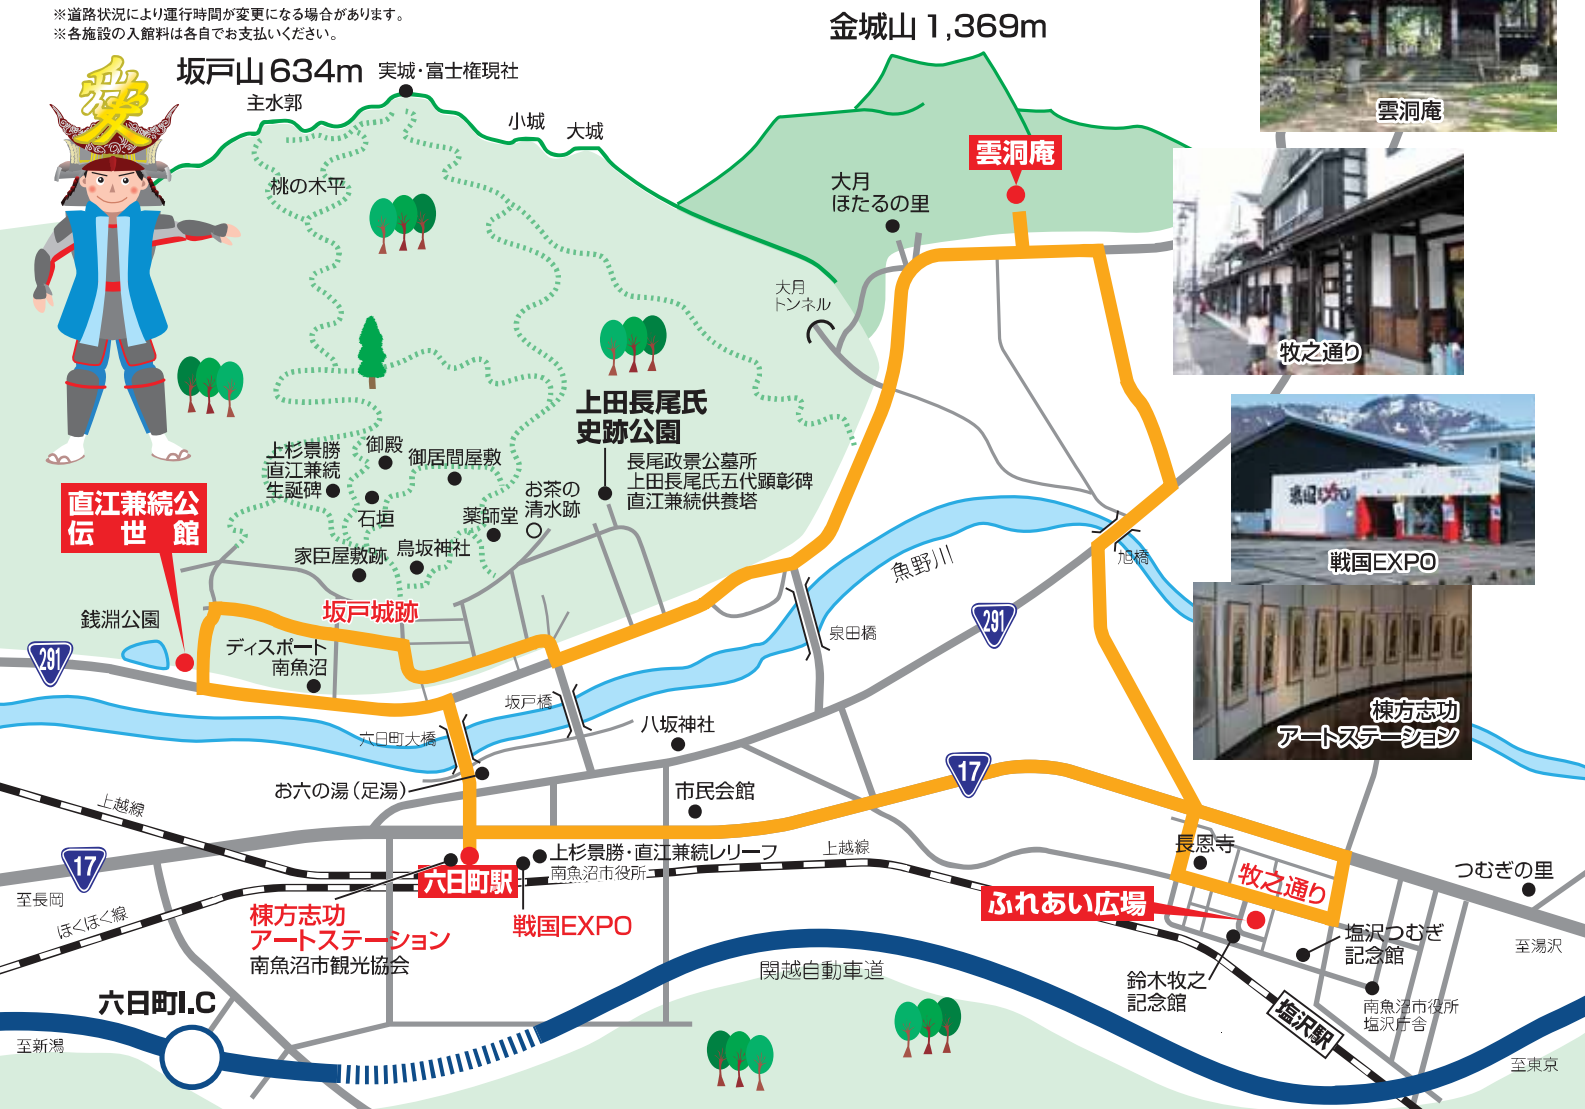 ※道路状況により運行時間が変更になる場合があります。
※各施設の入館料は各自でお支払いください。
愛
坂戸山 634m
実城・富士権現社
主水郭
小城
大城
桃の木平
金城山 1,369m
雲洞庵
大月
ほたるの里
大月
トンネル
雲洞庵
牧之通り
戦国EXPO
戦国EXPO
棟方志功
アートステーション
上田長尾氏
史跡公園
長尾政景公墓所
上田長尾氏五代顕彰碑
直江兼続供養塔
上杉景勝
直江兼続
生誕碑
御殿
御居間屋敷
石垣
お茶の
清水跡
薬師堂
家臣屋敷跡
鳥坂神社
直江兼続公
伝世館
坂戸城跡
銭淵公園
ディスポート
南魚沼
291
魚野川
旭橋
泉田橋
291
坂戸橋
六日町大橋
八坂神社
お六の湯(足湯)
市民会館
17
上越線
17
至長岡
ほくほく線
六日町駅
上杉景勝・直江兼続レリーフ
南魚沼市役所
上越線
棟方志功
アートステーション
南魚沼市観光協会
戦国EXPO
長恩寺
牧之通り
ふれあい広場
つむぎの里
塩沢つむぎ
記念館
至湯沢
鈴木牧之
記念館
南魚沼市役所
塩沢庁舎
塩沢駅
関越自動車道
六日町I.C
至新潟
至東京